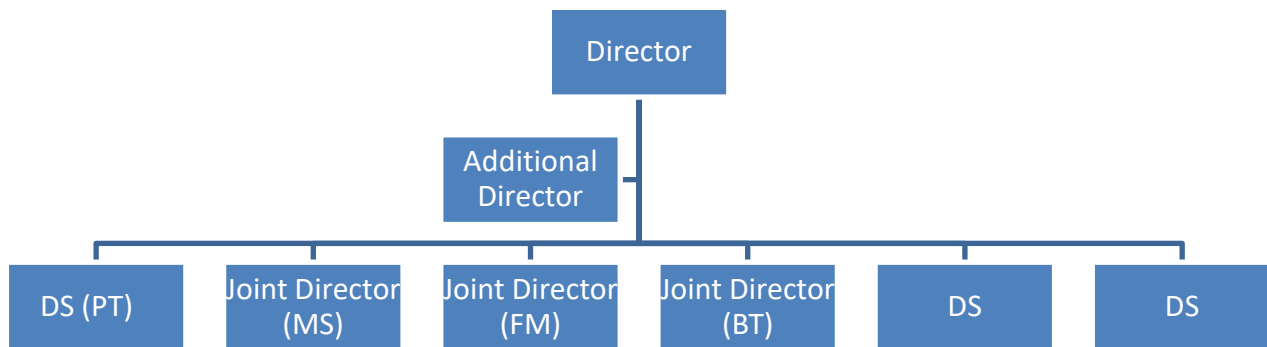 Director
Additional
Director
DS (PT)
Joint Director
(MS)
Joint Director
(FM)
Joint Director
(BT)
DS
DS